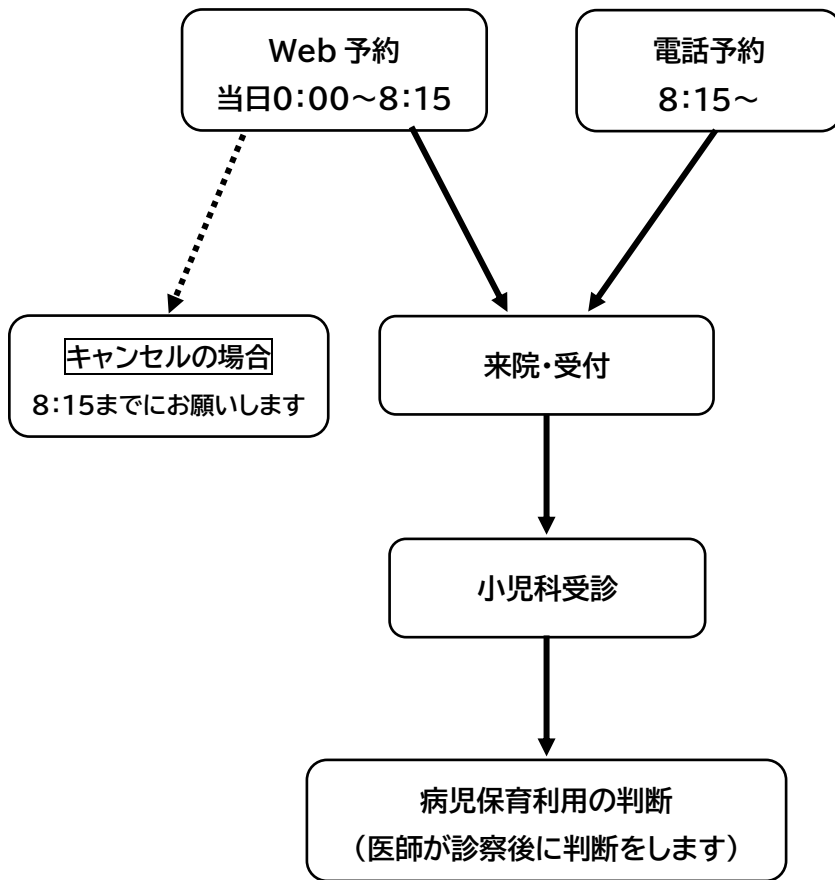 Web 予約
当日0：00～8：15
電話予約
8：15～
キャンセルの場合
8：15までにお願いします
来院・受付
小児科受診
病児保育利用の判断
（医師が診察後に判断をします）